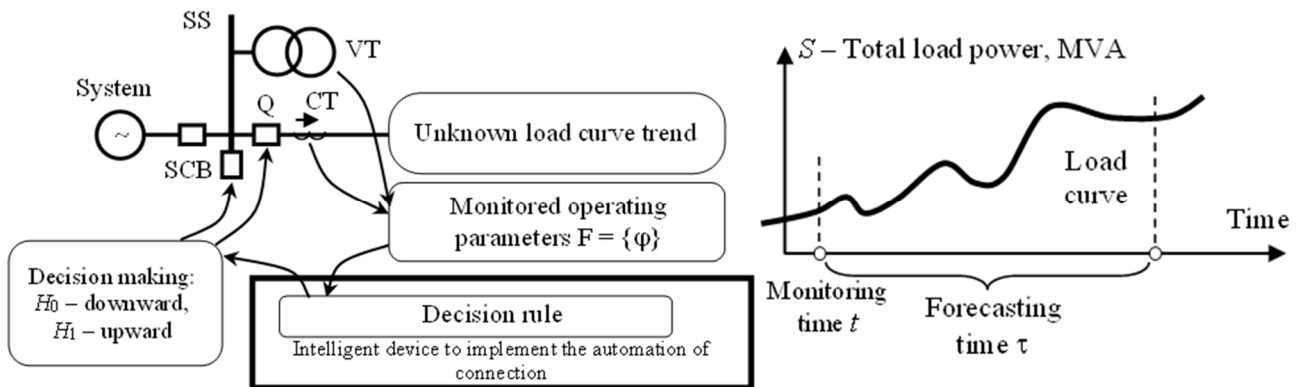 SS
VT
System
Q
CT
~
SCB
Unknown load curve trend
Monitored operating
parameters F = {φ}
Decision making:
H0 – downward,
H1 – upward
Decision rule
Intelligent device to implement the automation of
connection
S – Total load power, MVA
Load
curve
Time
Monitoring
time t
Forecasting
time τ